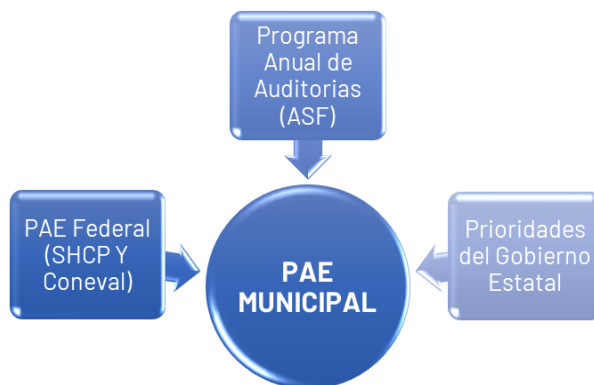 Programa
Anual de
Auditorias
(ASF)
PAE Federal
(SHCP Y
Coneval)
PAE
MUNICIPAL
Prioridades
del Gobierno
Estatal